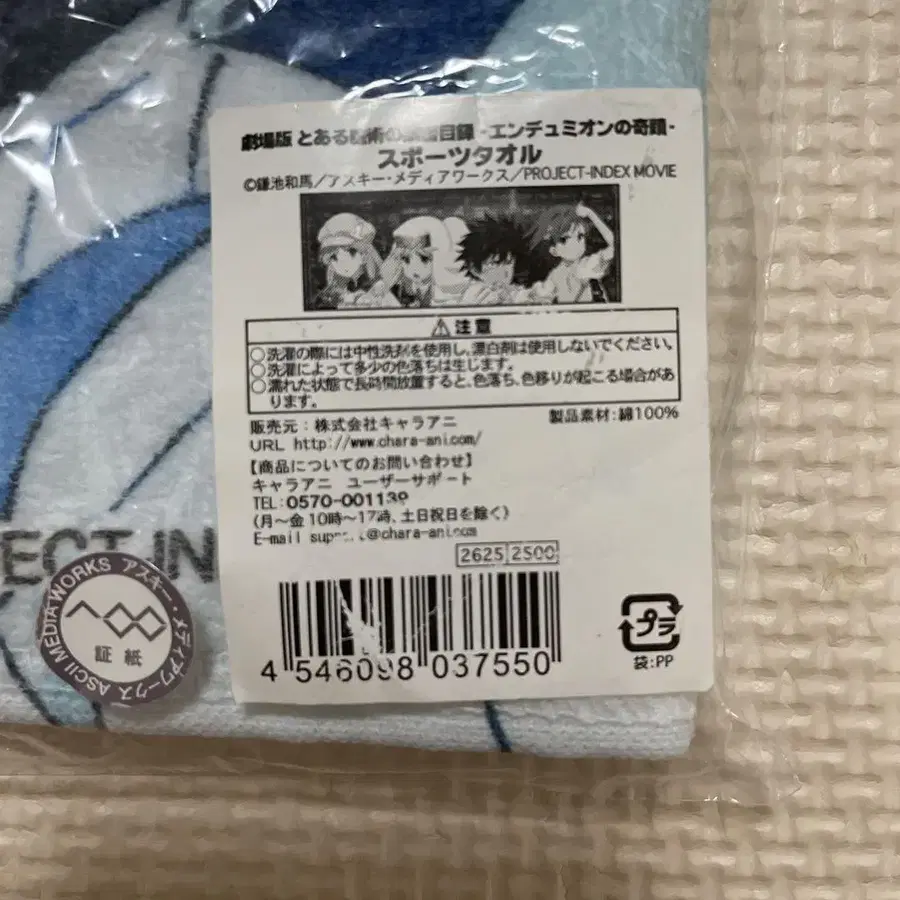 劇場版 とある魔術の禁書目録 -エンデュミオンの奇蹟-
スポーツタオル
©鎌池和馬/アスキー・メディアワークス/PROJECT-INDEX MOVIE
注意
○洗濯の際には中性洗剤を使用し、漂白剤は使用しないでください。
○洗濯によって多少の色落ちは生じます。
○濡れた状態で長時間放置すると、色落ち、色移りが起こる場合があ
ります。
製品素材:綿100%
販売元:株式会社キャラアニ
URL http://www.chara-ani.com/
【商品についてのお問い合わせ】
キャラアニ ユーザーサポート
TEL:0570-001139
(月〜金 10時〜17時、土日祝日を除く)
E-mail @chara-ani.com
2625 2500
4 546098 037550
プラ
袋:PP
ECT IN
アスキー・メディアワークス ASCII MEDIA WORKS
証紙